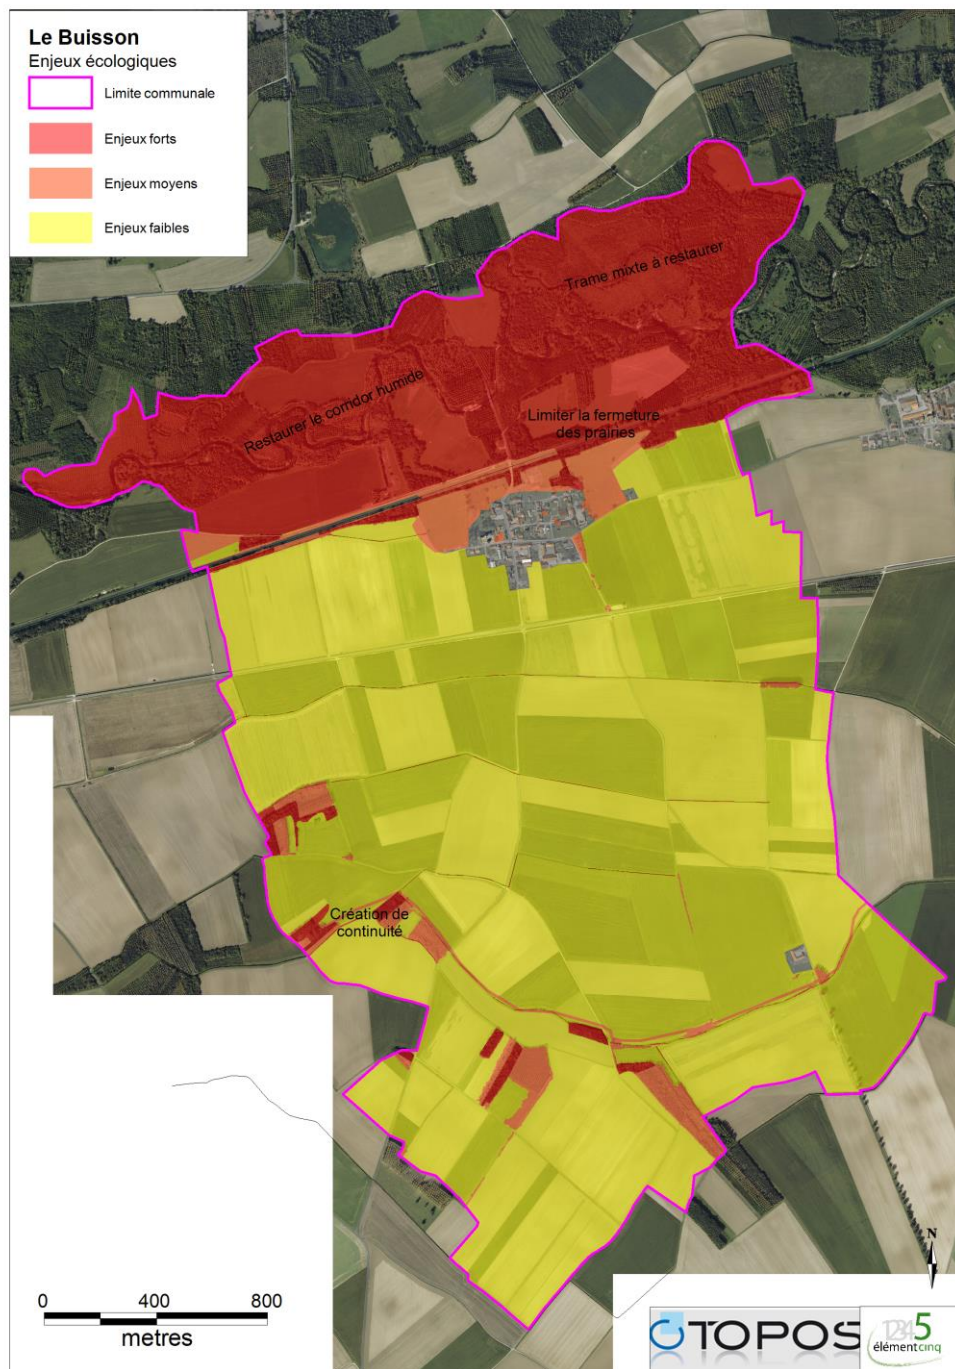 Le Buisson
Enjeux écologiques
Limite communale
Enjeux forts
Enjeux moyens
Enjeux faibles
Trame mixte à restaurer
Restaurer le corridor humide
Limiter la fermeture
des prairies
Création de
continuité
N
0 400 800
metres
TOPOS
12345
élémentcinq